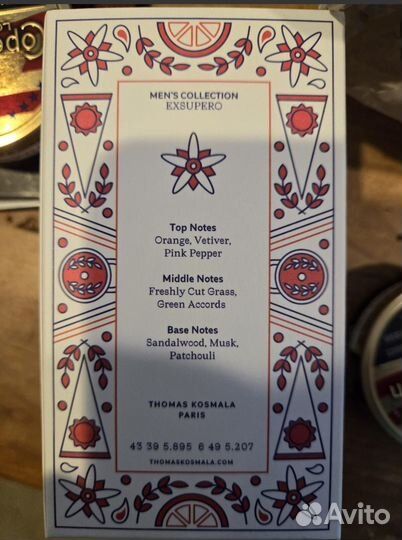 MEN'S COLLECTION
EXSUPERO
Top Notes
Orange, Vetiver,
Pink Pepper
Middle Notes
Freshly Cut Grass,
Green Accords
Base Notes
Sandalwood, Musk,
Patchouli
THOMAS KOSMALA
PARIS
43 39 5.895 6 49 5.207
THOMASKOSMALA.COM
Avito